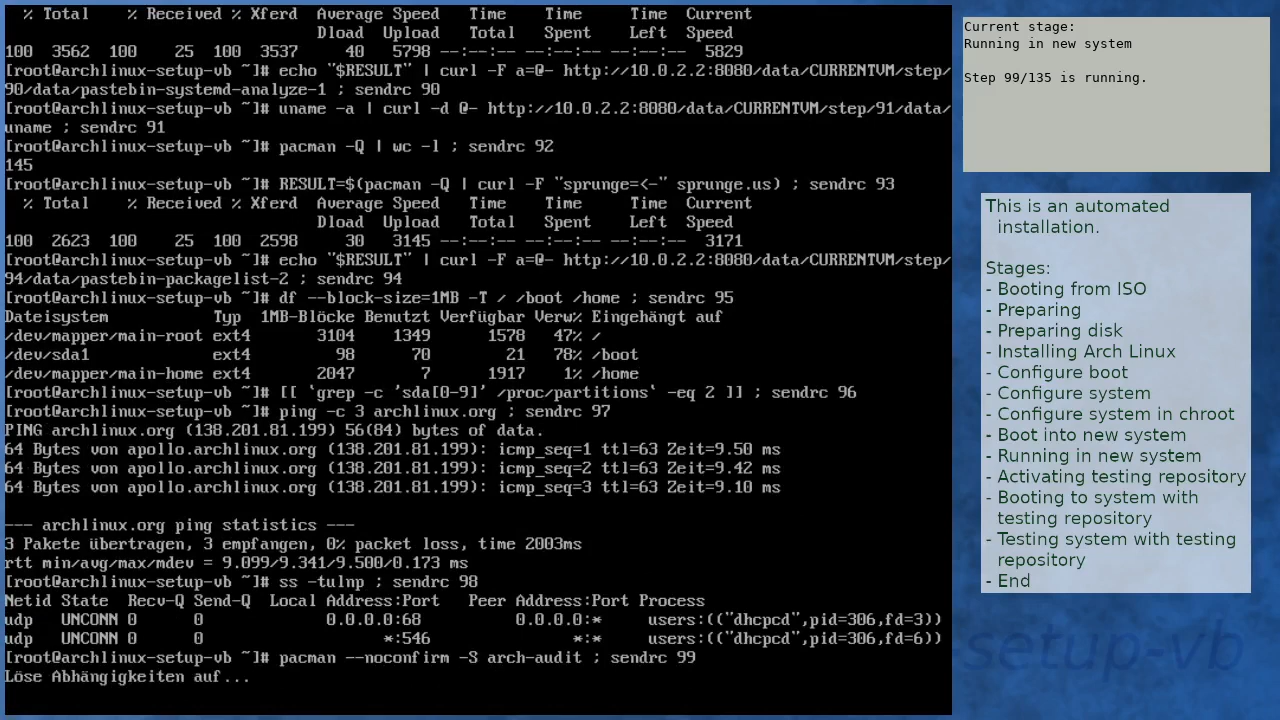 % Total    % Received % Xferd  Average Speed   Time    Time     Time  Current
                                 Dload  Upload   Total   Spent    Left  Speed
100  3562  100    25  100  3537     40   5798 --:--:-- --:--:-- --:--:--  5829
[root@archlinux-setup-vb ~]# echo "$RESULT" | curl -F a=@- http://10.0.2.2:8080/data/CURRENTVM/step/
90/data/pastebin-systemd-analyze-1 ; sendrc 90
[root@archlinux-setup-vb ~]# uname -a | curl -d @- http://10.0.2.2:8080/data/CURRENTVM/step/91/data/
uname ; sendrc 91
[root@archlinux-setup-vb ~]# pacman -Q | wc -l ; sendrc 92
145
[root@archlinux-setup-vb ~]# RESULT=$(pacman -Q | curl -F "sprunge=<-" sprunge.us) ; sendrc 93
  % Total    % Received % Xferd  Average Speed   Time    Time     Time  Current
                                 Dload  Upload   Total   Spent    Left  Speed
100  2623  100    25  100  2598     30   3145 --:--:-- --:--:-- --:--:--  3171
[root@archlinux-setup-vb ~]# echo "$RESULT" | curl -F a=@- http://10.0.2.2:8080/data/CURRENTVM/step/
94/data/pastebin-packagelist-2 ; sendrc 94
[root@archlinux-setup-vb ~]# df --block-size=1MB -T / /boot /home ; sendrc 95
Dateisystem           Typ  1MB-Blöcke Benutzt Verfügbar Verw% Eingehängt auf
/dev/mapper/main-root ext4       3104    1349      1578   47% /
/dev/sda1             ext4         98      70        21   78% /boot
/dev/mapper/main-home ext4       2047       7      1917    1% /home
[root@archlinux-setup-vb ~]# [[ `grep -c 'sda[0-9]' /proc/partitions` -eq 2 ]] ; sendrc 96
[root@archlinux-setup-vb ~]# ping -c 3 archlinux.org ; sendrc 97
PING archlinux.org (138.201.81.199) 56(84) bytes of data.
64 Bytes von apollo.archlinux.org (138.201.81.199): icmp_seq=1 ttl=63 Zeit=9.50 ms
64 Bytes von apollo.archlinux.org (138.201.81.199): icmp_seq=2 ttl=63 Zeit=9.42 ms
64 Bytes von apollo.archlinux.org (138.201.81.199): icmp_seq=3 ttl=63 Zeit=9.10 ms

--- archlinux.org ping statistics ---
3 Pakete übertragen, 3 empfangen, 0% packet loss, time 2003ms
rtt min/avg/max/mdev = 9.099/9.341/9.500/0.173 ms
[root@archlinux-setup-vb ~]# ss -tulnp ; sendrc 98
Netid State  Recv-Q Send-Q  Local Address:Port   Peer Address:Port Process
udp   UNCONN 0      0             0.0.0.0:68          0.0.0.0:*     users:(("dhcpcd",pid=306,fd=3))
udp   UNCONN 0      0                   *:546               *:*     users:(("dhcpcd",pid=306,fd=6))
[root@archlinux-setup-vb ~]# pacman --noconfirm -S arch-audit ; sendrc 99
Löse Abhängigkeiten auf...
Current stage:
Running in new system

Step 99/135 is running.
This is an automated
installation.

Stages:
- Booting from ISO
- Preparing
- Preparing disk
- Installing Arch Linux
- Configure boot
- Configure system
- Configure system in chroot
- Boot into new system
- Running in new system
- Activating testing repository
- Booting to system with
testing repository
- Testing system with testing
repository
- End
setup-vb